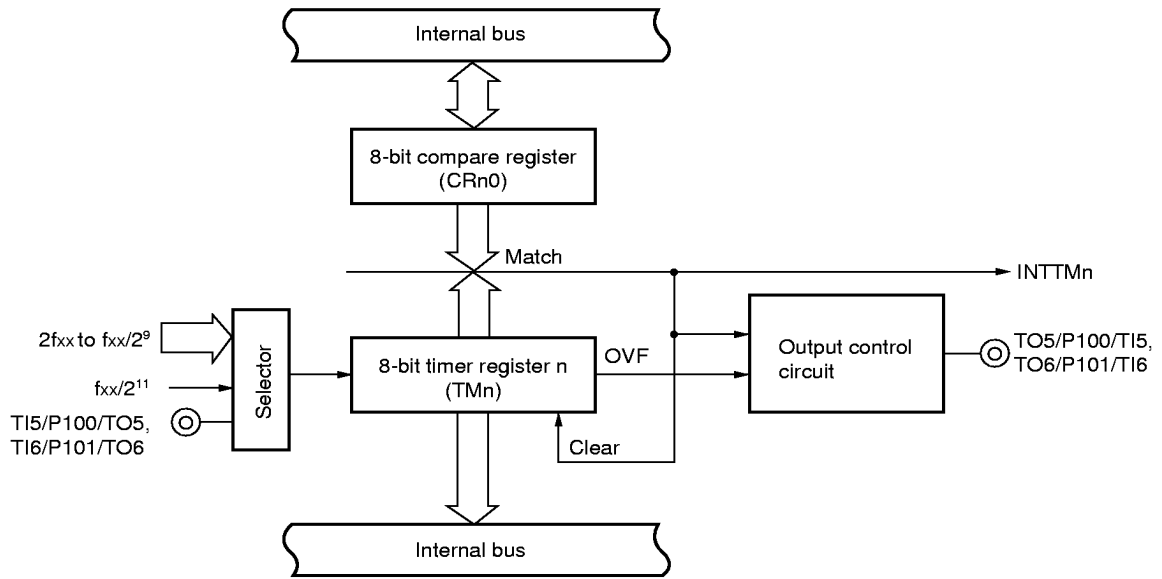 Internal bus
8-bit compare register
(CRn0)
Match
INTTMn
2fxx to fxx/2⁹
fxx/2¹¹
TI5/P100/TO5,
TI6/P101/TO6
Selector
8-bit timer register n
(TMn)
OVF
Clear
Output control
circuit
TO5/P100/TI5,
TO6/P101/TI6
Internal bus